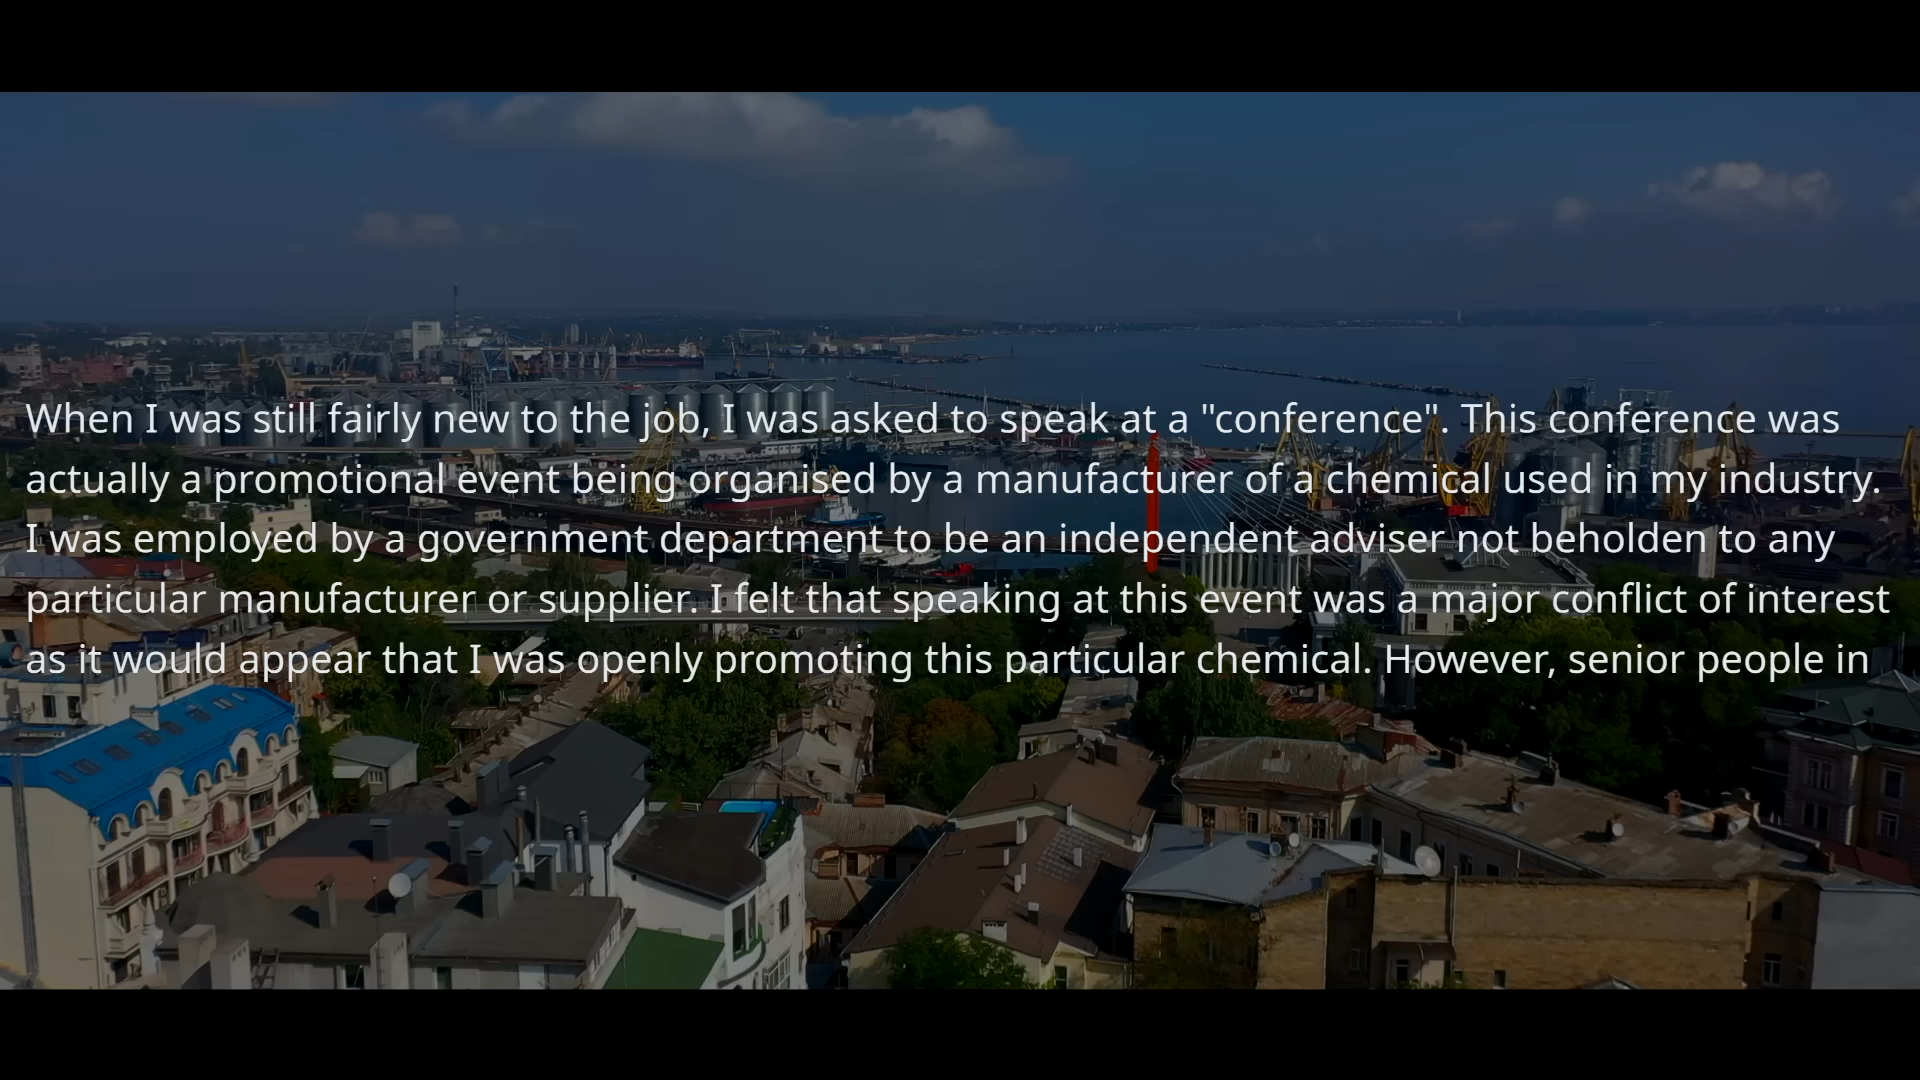 When I was still fairly new to the job, I was asked to speak at a "conference". This conference was
actually a promotional event being organised by a manufacturer of a chemical used in my industry.
I was employed by a government department to be an independent adviser not beholden to any
particular manufacturer or supplier. I felt that speaking at this event was a major conflict of interest
as it would appear that I was openly promoting this particular chemical. However, senior people in